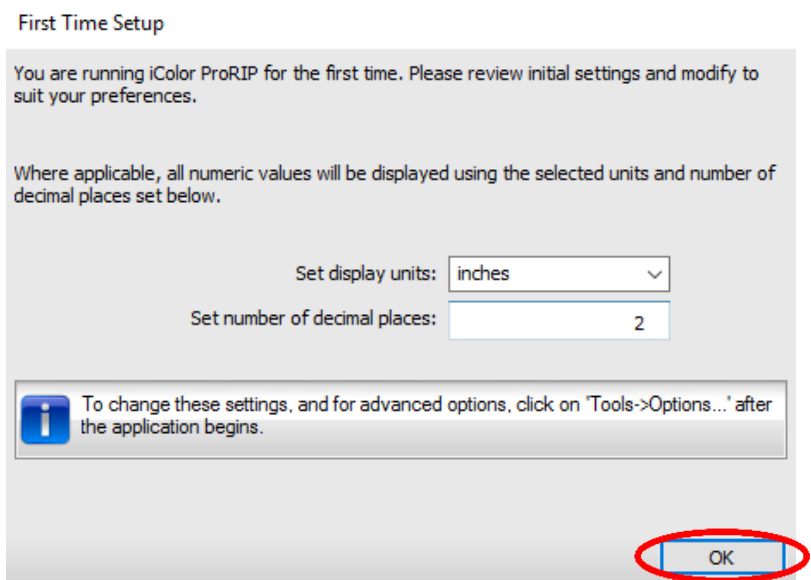 First Time Setup
You are running iColor ProRIP for the first time. Please review initial settings and modify to
suit your preferences.
Where applicable, all numeric values will be displayed using the selected units and number of
decimal places set below.
Set display units: inches
Set number of decimal places: 2
To change these settings, and for advanced options, click on 'Tools->Options...' after
the application begins.
OK